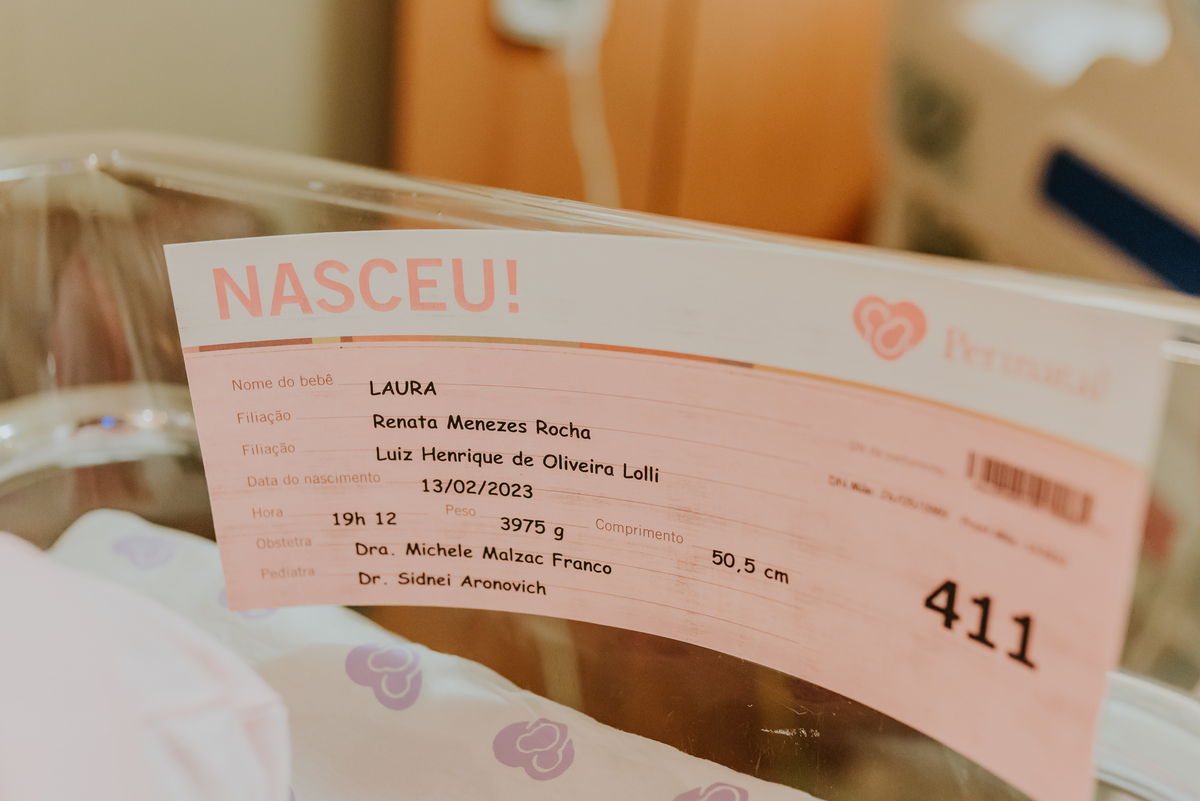 NASCEU!
Perinatal
Nome do bebê LAURA
Filiação Renata Menezes Rocha
Filiação Luiz Henrique de Oliveira Lolli
Data do nascimento 13/02/2023
Hora 19h 12 Peso 3975 g Comprimento 50,5 cm
Obstetra Dra. Michele Malzac Franco
Pediatra Dr. Sidnei Aronovich
411